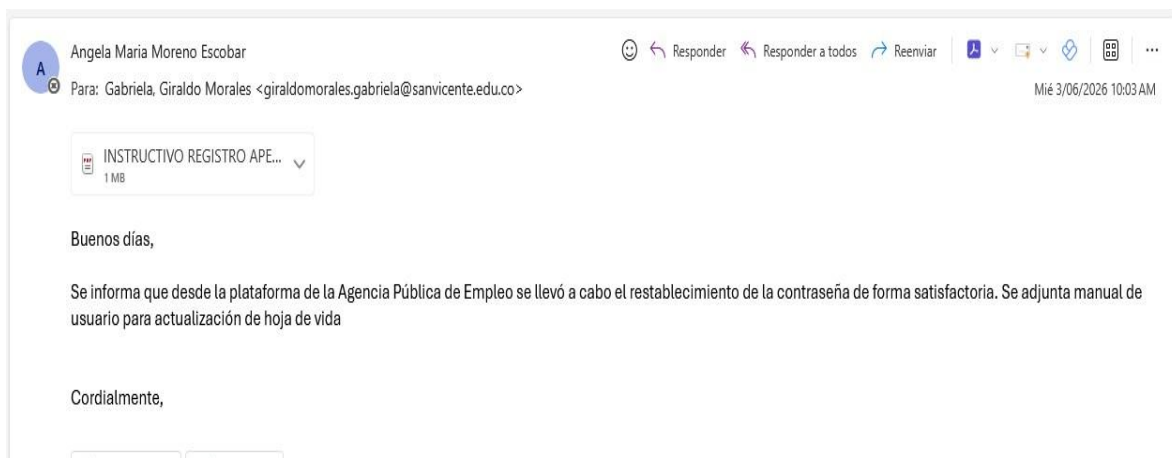 Angela Maria Moreno Escobar
Responder
Responder a todos
Reenviar
A
Para: Gabriela, Giraldo Morales <giraldomorales.gabriela@sanvicente.edu.co>
Mié 3/06/2026 10:03 AM
INSTRUCTIVO REGISTRO APE...
1 MB
Buenos días,
Se informa que desde la plataforma de la Agencia Pública de Empleo se llevó a cabo el restablecimiento de la contraseña de forma satisfactoria. Se adjunta manual de
usuario para actualización de hoja de vida
Cordialmente,